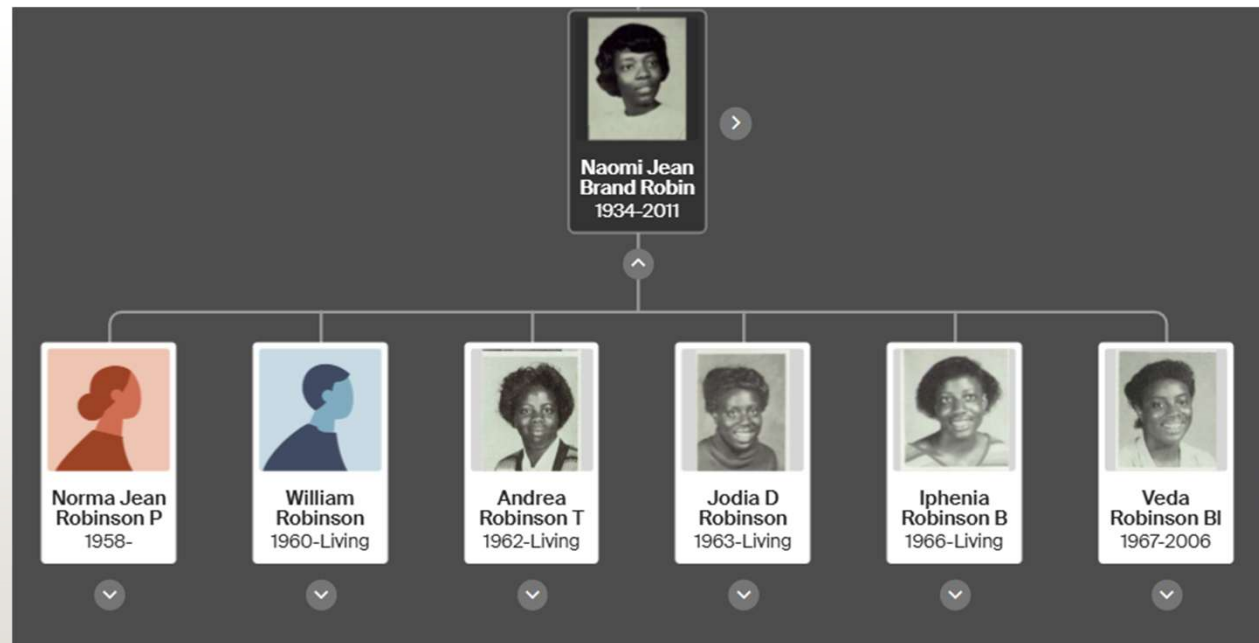 Naomi Jean
Brand Robin
1934-2011
Norma Jean
Robinson P
1958-
William
Robinson
1960-Living
Andrea
Robinson T
1962-Living
Jodia D
Robinson
1963-Living
Iphenia
Robinson B
1966-Living
Veda
Robinson Bl
1967-2006